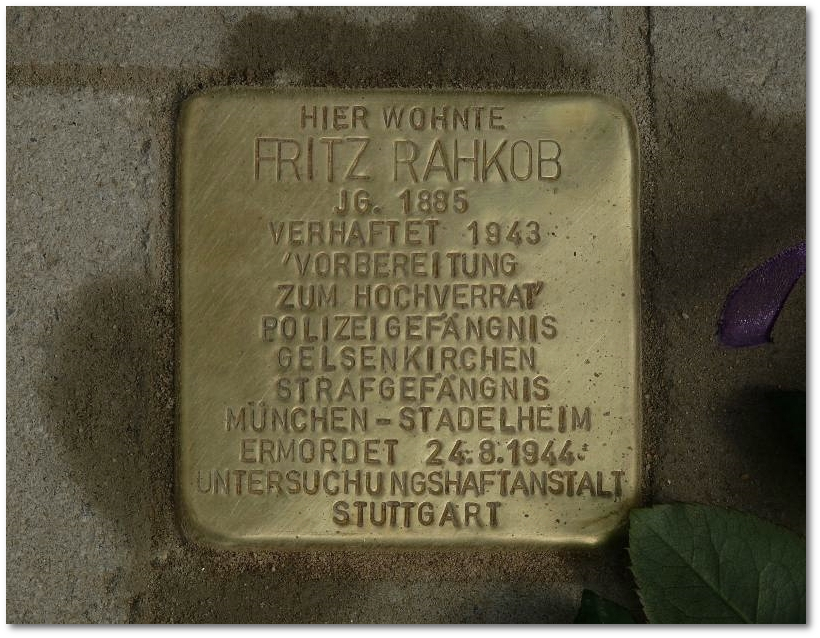 HIER WOHNTE
FRITZ RAHKOB
JG. 1885
VERHAFTET 1943
'VORBEREITUNG
ZUM HOCHVERRAT'
POLIZEIGEFÄNGNIS
GELSENKIRCHEN
STRAFGEFÄNGNIS
MÜNCHEN-STADELHEIM
ERMORDET 24.8.1944
UNTERSUCHUNGSHAFTANSTALT
STUTTGART